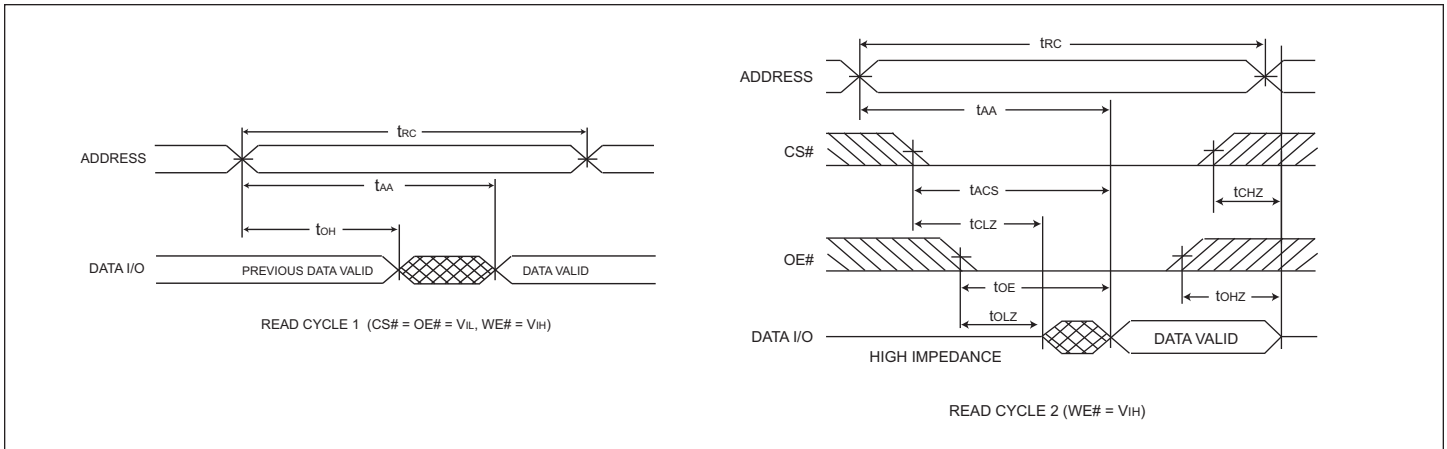 tRC
ADDRESS
tAA
tOH
DATA I/O
PREVIOUS DATA VALID
DATA VALID
READ CYCLE 1 (CS# = OE# = VIL, WE# = VIH)
tRC
ADDRESS
tAA
CS#
tACS
tCHZ
tCLZ
OE#
tOE
tOHZ
tOLZ
DATA I/O
DATA VALID
HIGH IMPEDANCE
READ CYCLE 2 (WE# = VIH)